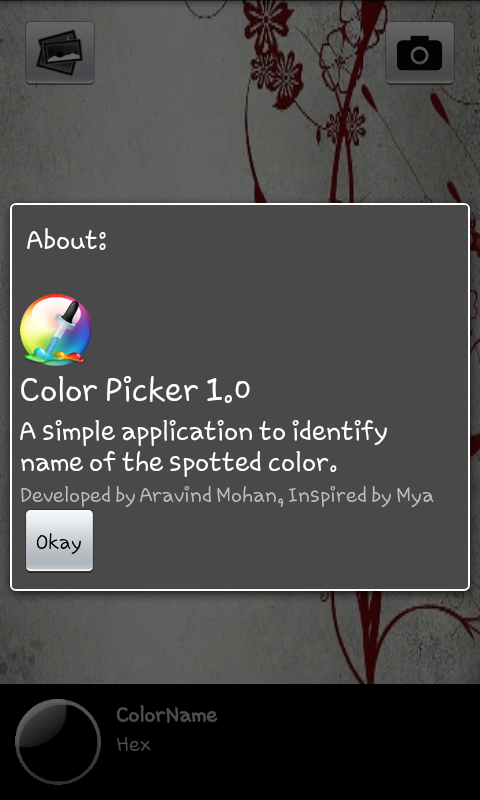 About:
Color Picker 1.0
A simple application to identify
name of the spotted color.
Developed by Aravind Mohan, Inspired by Mya
Okay
ColorName
Hex